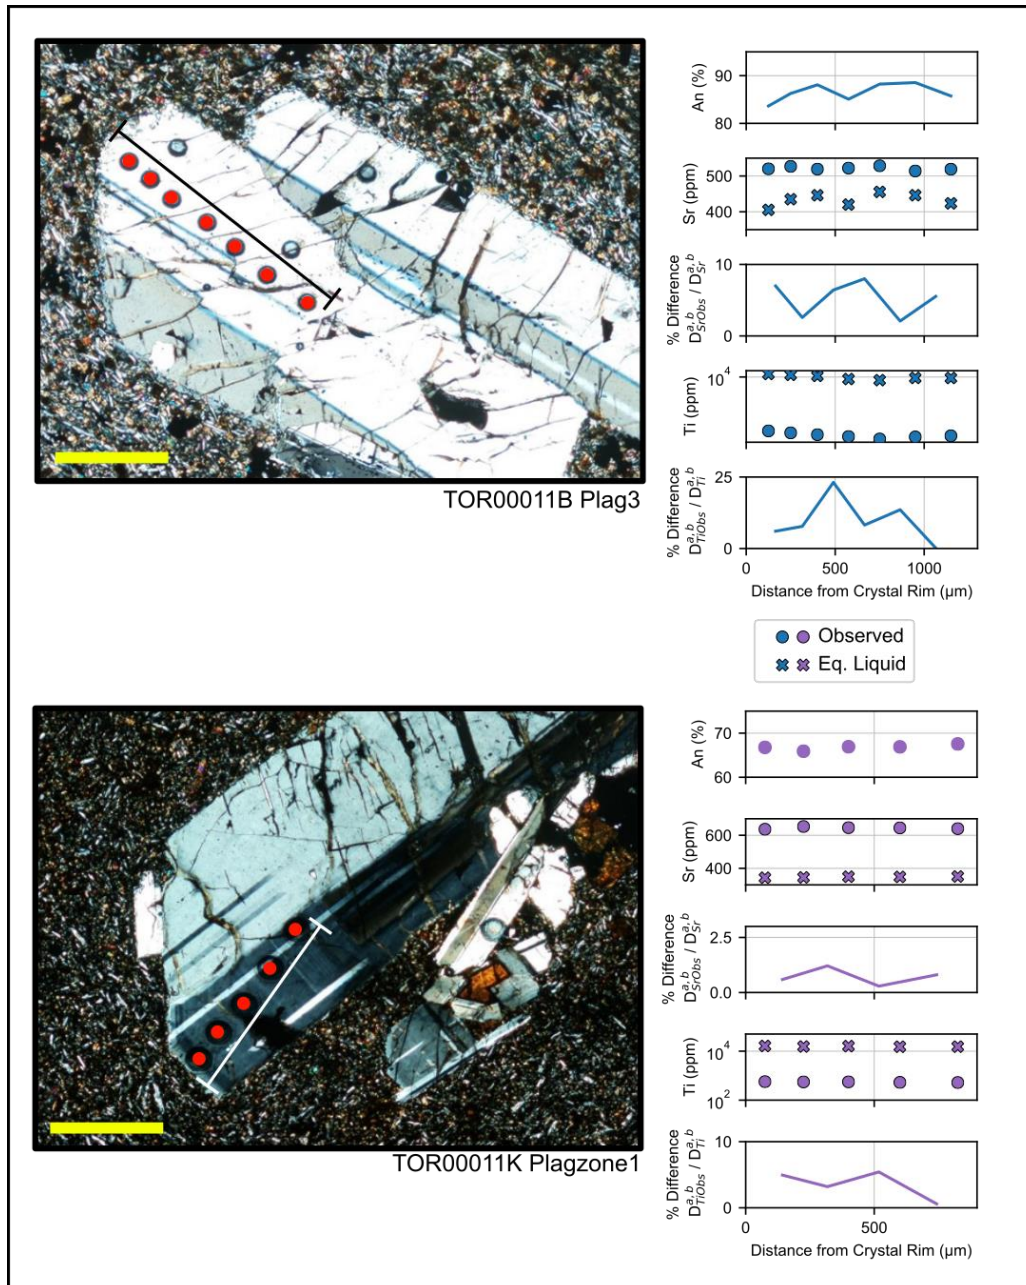 An (%)
90
80
Sr (ppm)
500
400
% Difference
D^{a,b}_{SrObs} / D^{a,b}_{Sr}
10
0
Ti (ppm)
10^4
% Difference
D^{a,b}_{TiObs} / D^{a,b}_{Ti}
25
0
0 500 1000
Distance from Crystal Rim (µm)
TOR00011B Plag3
Observed
Eq. Liquid
An (%)
70
60
Sr (ppm)
600
400
% Difference
D^{a,b}_{SrObs} / D^{a,b}_{Sr}
2.5
0.0
Ti (ppm)
10^4
10^2
% Difference
D^{a,b}_{TiObs} / D^{a,b}_{Ti}
10
0
0 500
Distance from Crystal Rim (µm)
TOR00011K Plagzone1